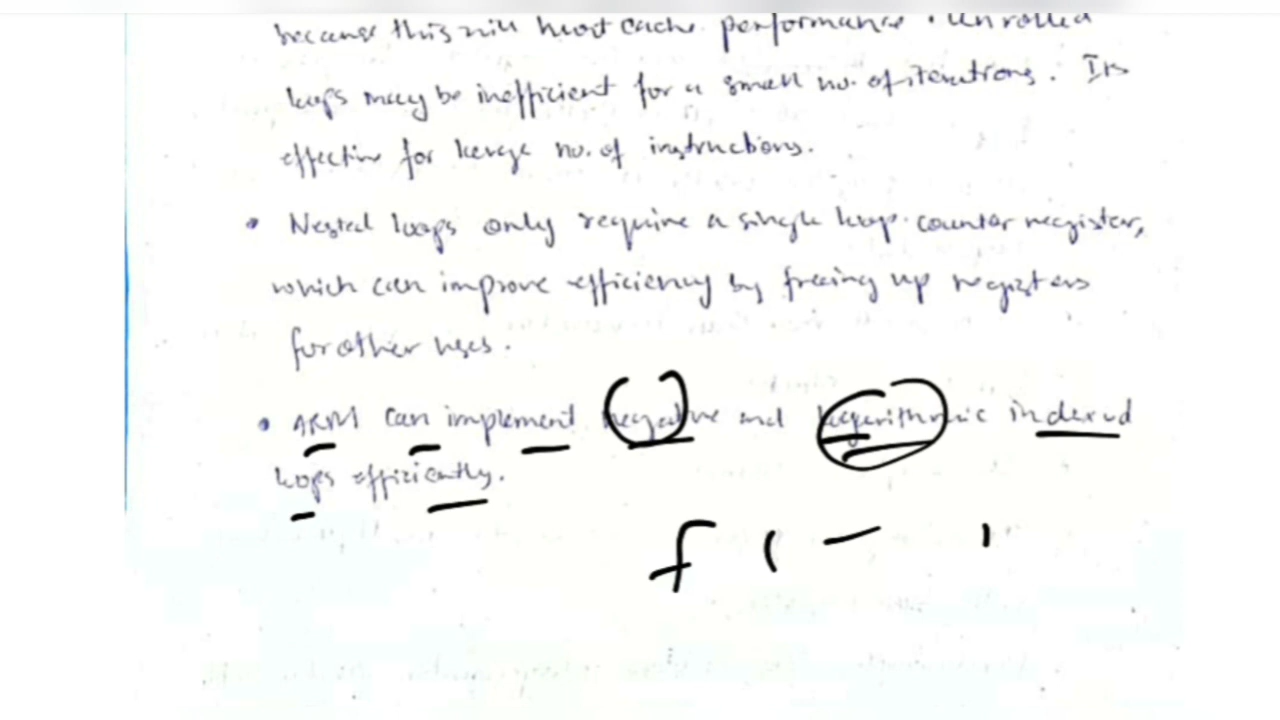 because this will hurt cache performance. unrolled
loops may be inefficient for a small no. of iterations. Its
effective for large no. of instructions.
• Nested loops only require a single loop counter register,
which can improve efficiency by freeing up registers
for other uses.
• ARM can implement negative and logarithmic indexed
loops efficiently.
f ( —